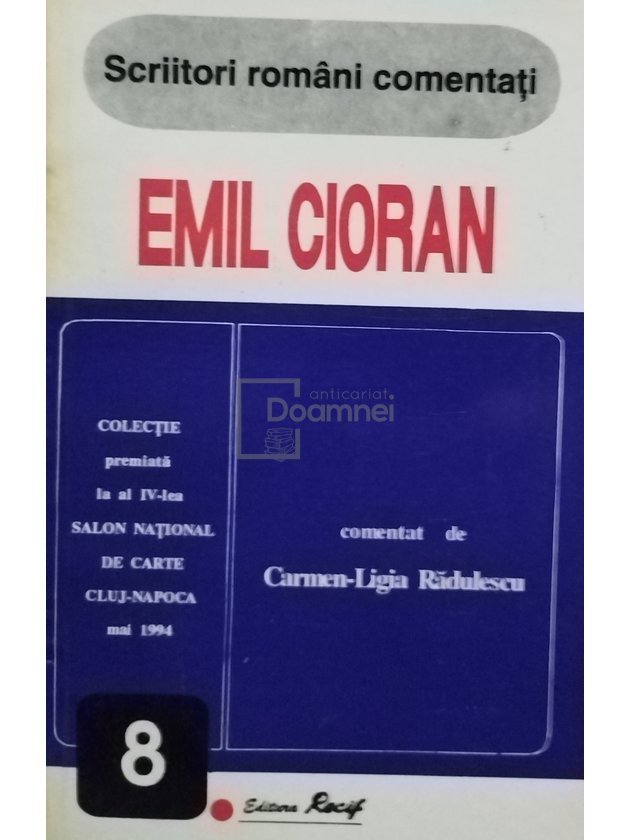 Scriitori români comentați
EMIL CIORAN
anticariat
Doamnei
COLECȚIE
premiată
la al IV-lea
SALON NAȚIONAL
DE CARTE
CLUJ-NAPOCA
mai 1994
comentat de
Carmen-Ligia Rădulescu
8
Editura Recif